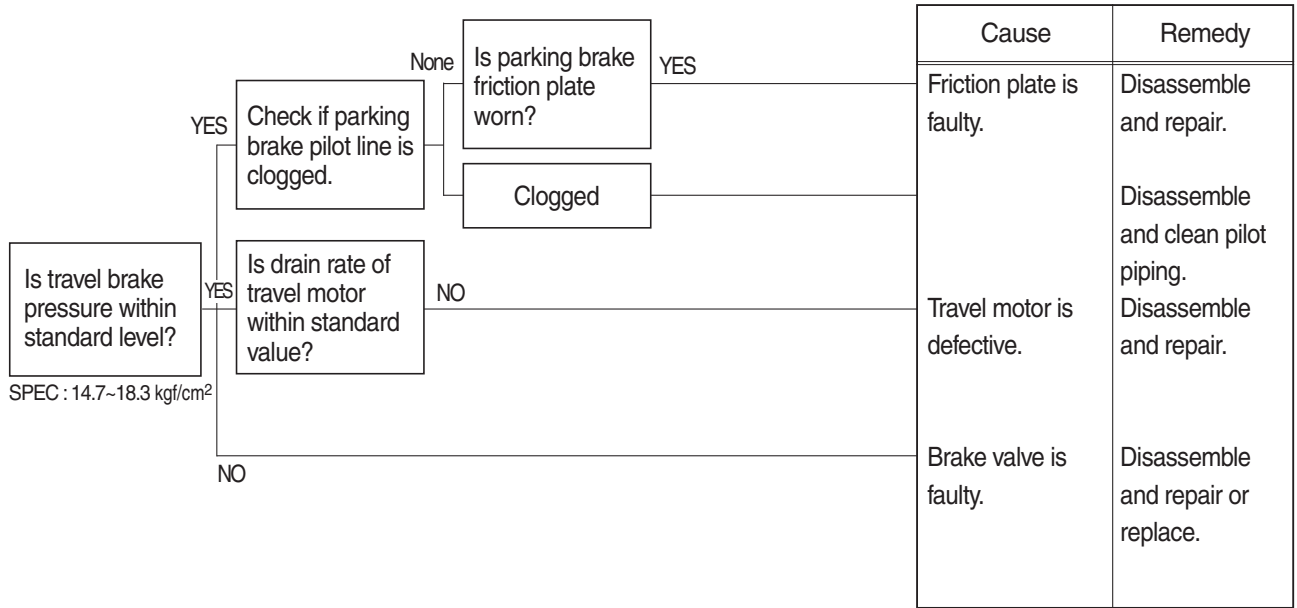 Cause
Remedy
None
Is parking brake
friction plate
worn?
YES
Friction plate is
faulty.
Disassemble
and repair.
YES
Check if parking
brake pilot line is
clogged.
Clogged
Disassemble
and clean pilot
piping.
Is travel brake
pressure within
standard level?
SPEC : 14.7~18.3 kgf/cm²
YES
Is drain rate of
travel motor
within standard
value?
NO
Travel motor is
defective.
Disassemble
and repair.
NO
Brake valve is
faulty.
Disassemble
and repair or
replace.